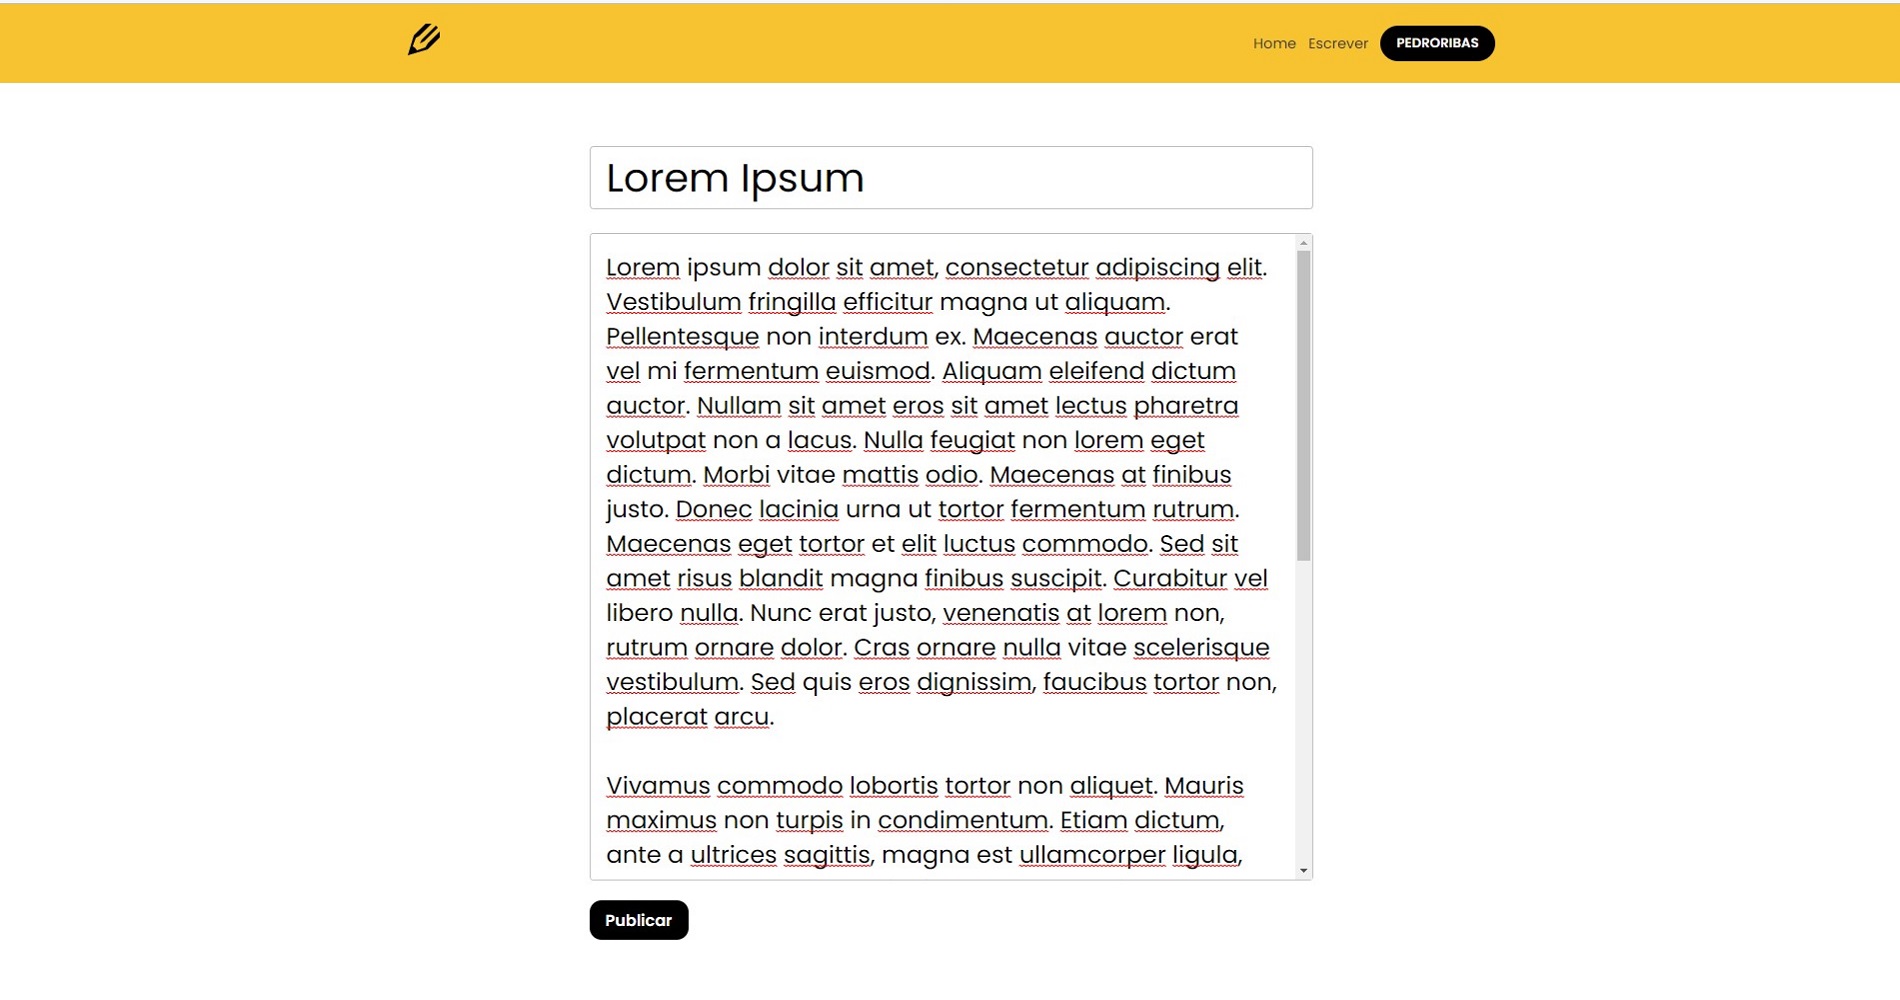 Home Escrever PEDRORIBAS
Lorem Ipsum
Lorem ipsum dolor sit amet, consectetur adipiscing elit.
Vestibulum fringilla efficitur magna ut aliquam.
Pellentesque non interdum ex. Maecenas auctor erat
vel mi fermentum euismod. Aliquam eleifend dictum
auctor. Nullam sit amet eros sit amet lectus pharetra
volutpat non a lacus. Nulla feugiat non lorem eget
dictum. Morbi vitae mattis odio. Maecenas at finibus
justo. Donec lacinia urna ut tortor fermentum rutrum.
Maecenas eget tortor et elit luctus commodo. Sed sit
amet risus blandit magna finibus suscipit. Curabitur vel
libero nulla. Nunc erat justo, venenatis at lorem non,
rutrum ornare dolor. Cras ornare nulla vitae scelerisque
vestibulum. Sed quis eros dignissim, faucibus tortor non,
placerat arcu.
Vivamus commodo lobortis tortor non aliquet. Mauris
maximus non turpis in condimentum. Etiam dictum,
ante a ultrices sagittis, magna est ullamcorper ligula,
Publicar